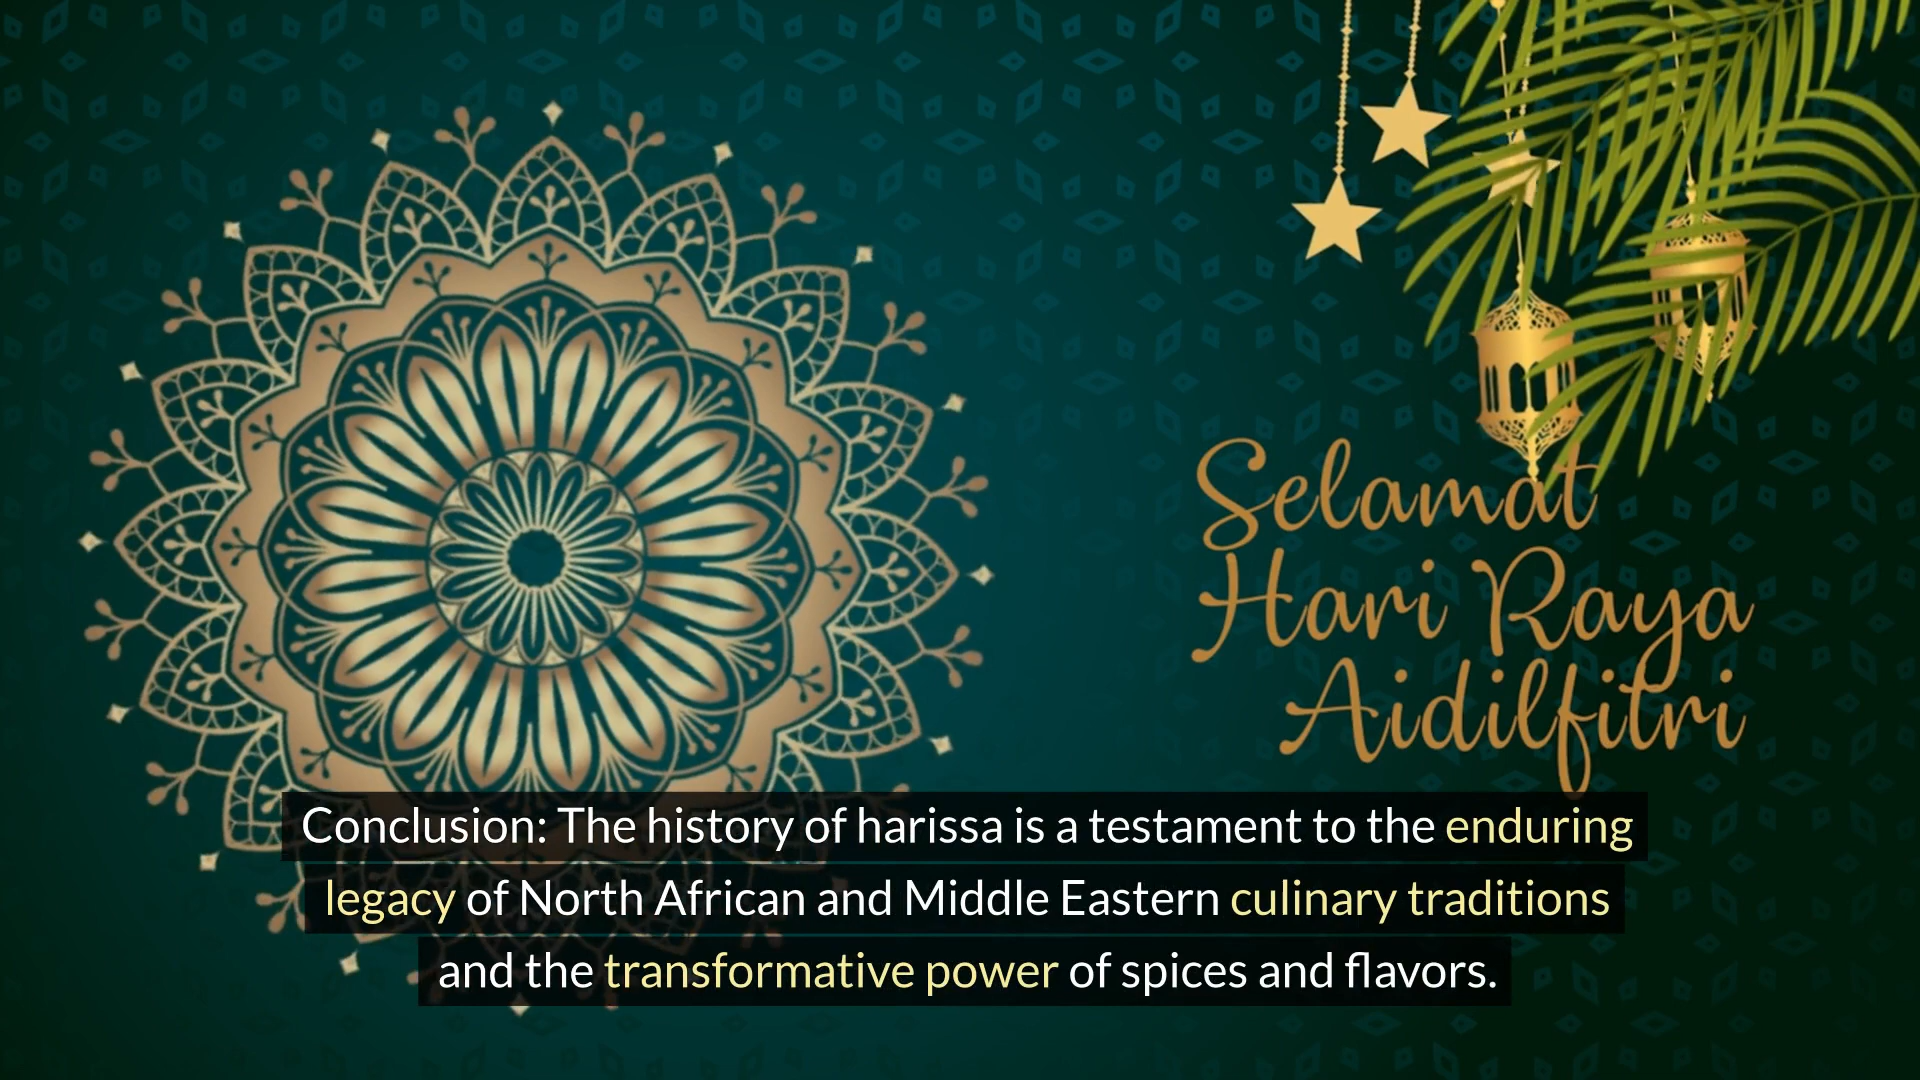 Selamat
Hari Raya
Aidilfitri
Conclusion: The history of harissa is a testament to the enduring
legacy of North African and Middle Eastern culinary traditions
and the transformative power of spices and flavors.